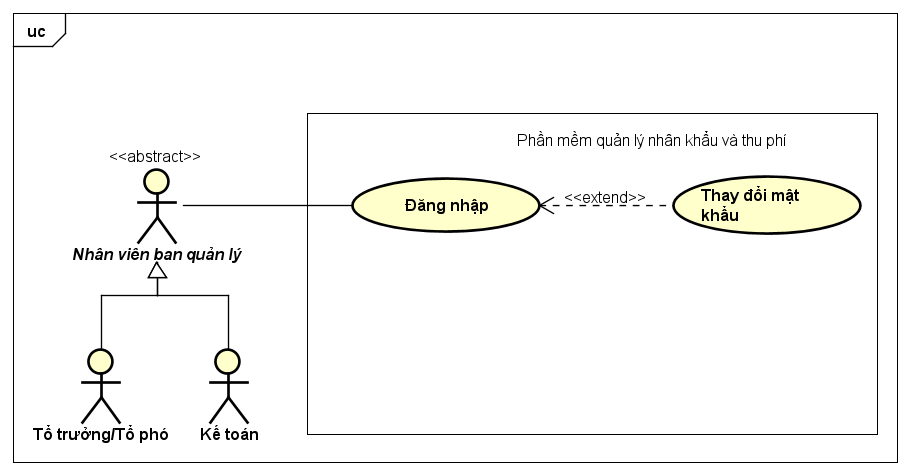 uc
Phần mềm quản lý nhân khẩu và thu phí
<<abstract>>
Đăng nhập
<<extend>>
Thay đổi mật
khẩu
Nhân viên ban quản lý
Tổ trưởng/Tổ phó
Kế toán